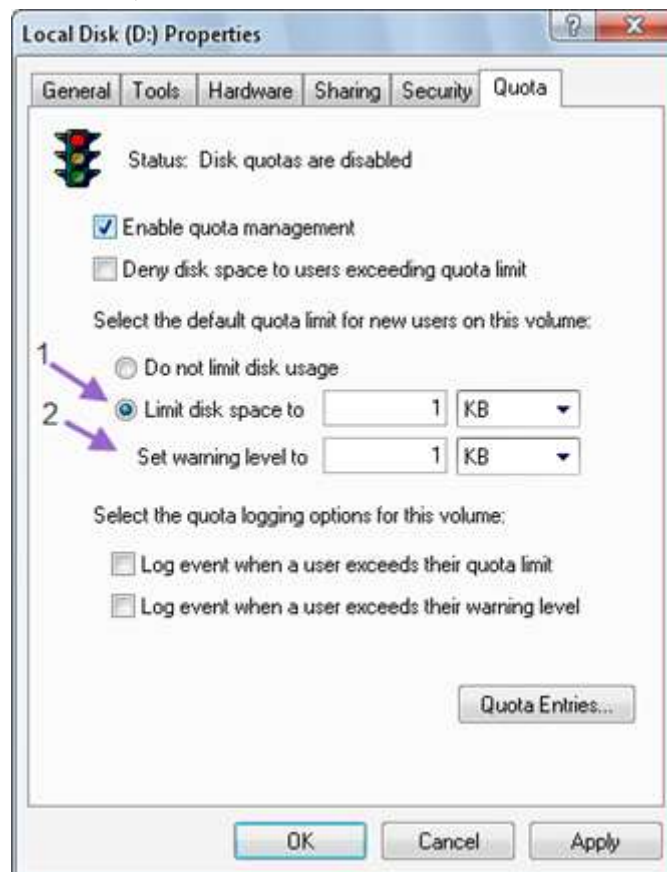 Local Disk (D:) Properties
General Tools Hardware Sharing Security Quota
Status: Disk quotas are disabled
Enable quota management
Deny disk space to users exceeding quota limit
Select the default quota limit for new users on this volume:
1
Do not limit disk usage
Limit disk space to 1 KB
2
Set warning level to 1 KB
Select the quota logging options for this volume:
Log event when a user exceeds their quota limit
Log event when a user exceeds their warning level
Quota Entries...
OK Cancel Apply